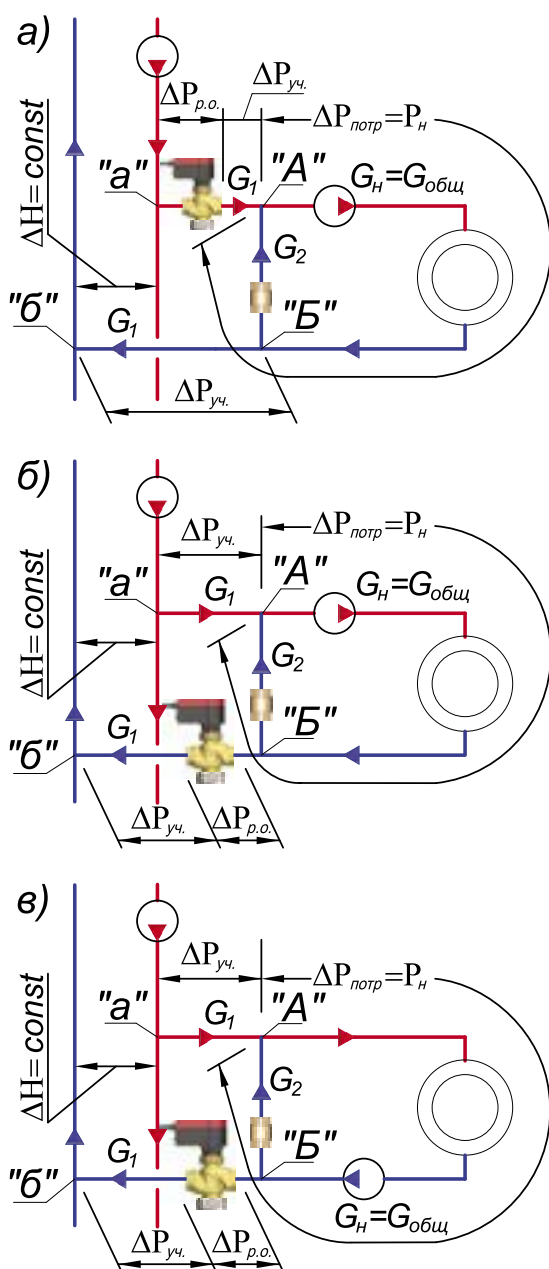 а)
ΔPр.о.
ΔPуч.
ΔPпотр=Pн
ΔH=const
"а"
G1
"А"
Gн=Gобщ
G2
"б"
G1
"Б"
ΔPуч.
б)
ΔPуч.
ΔPпотр=Pн
ΔH=const
"а"
G1
"А"
Gн=Gобщ
G2
"б"
G1
"Б"
ΔPуч.
ΔPр.о.
в)
ΔPуч.
ΔPпотр=Pн
ΔH=const
"а"
G1
"А"
G2
"б"
G1
"Б"
Gн=Gобщ
ΔPуч.
ΔPр.о.